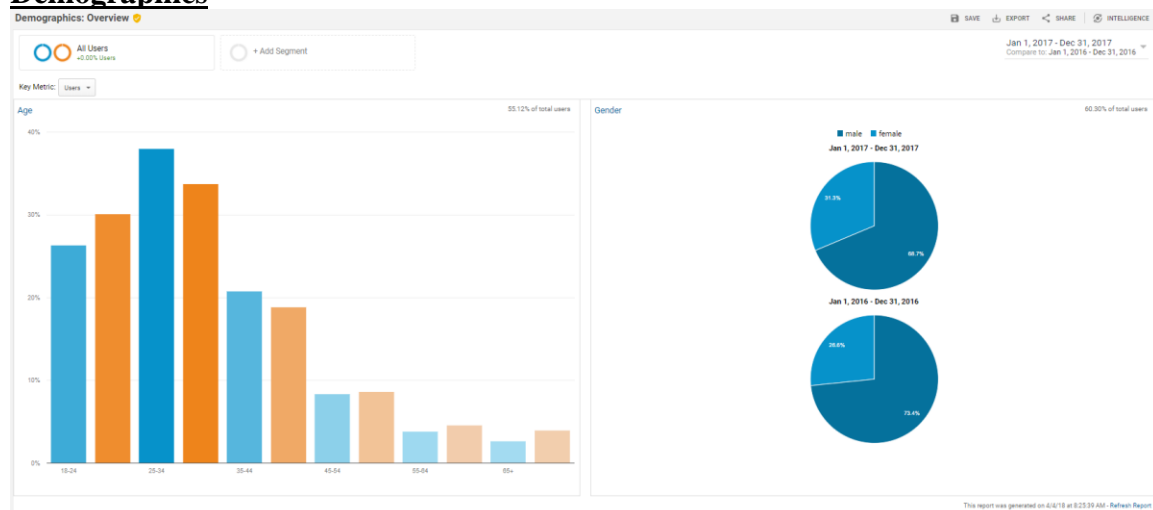 Demographics
Demographics: Overview
SAVE EXPORT SHARE INTELLIGENCE
All Users
+0.00% Users
+ Add Segment
Jan 1, 2017 - Dec 31, 2017
Compare to: Jan 1, 2016 - Dec 31, 2016
Key Metric: Users
Age
55.12% of total users
40%
30%
20%
10%
0%
18-24 25-34 35-44 45-54 55-64 65+
Gender
60.30% of total users
male female
Jan 1, 2017 - Dec 31, 2017
31.3%
68.7%
Jan 1, 2016 - Dec 31, 2016
26.6%
73.4%
This report was generated on 4/4/18 at 8:25:39 AM - Refresh Report